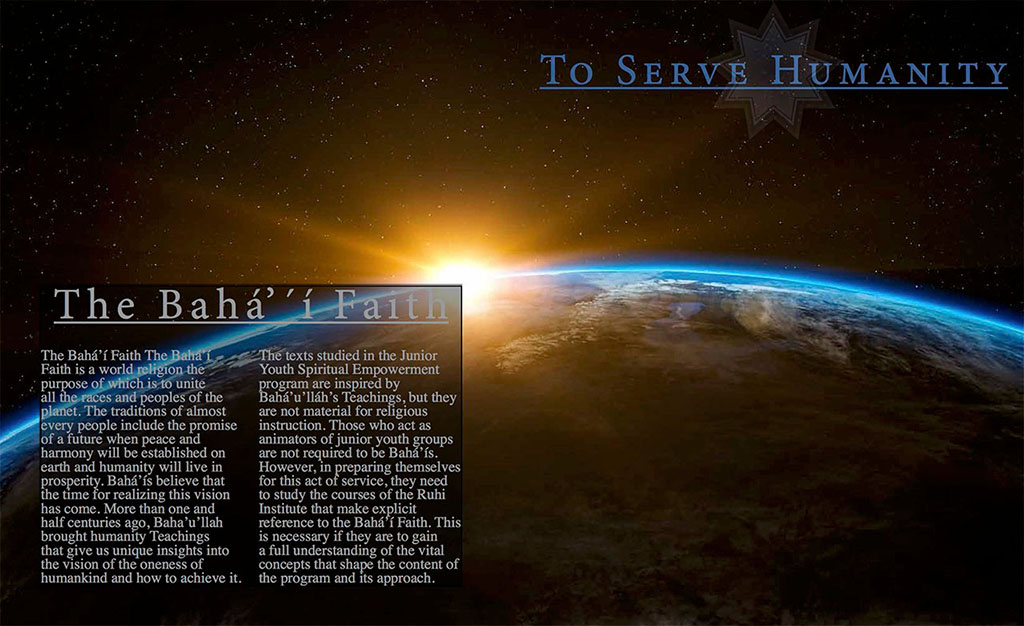 To Serve Humanity
The Bahá’´í Faith
The Bahá’í Faith The Bahá’í
Faith is a world religion the
purpose of which is to unite
all the races and peoples of the
planet. The traditions of almost
every people include the promise
of a future when peace and
harmony will be established on
earth and humanity will live in
prosperity. Bahá’ís believe that
the time for realizing this vision
has come. More than one and
half centuries ago, Baha’u’llah
brought humanity Teachings
that give us unique insights into
the vision of the oneness of
humankind and how to achieve it.
The texts studied in the Junior
Youth Spiritual Empowerment
program are inspired by
Bahá’u’lláh’s Teachings, but they
are not material for religious
instruction. Those who act as
animators of junior youth groups
are not required to be Bahá’ís.
However, in preparing themselves
for this act of service, they need
to study the courses of the Ruhi
Institute that make explicit
reference to the Bahá’í Faith. This
is necessary if they are to gain
a full understanding of the vital
concepts that shape the content of
the program and its approach.